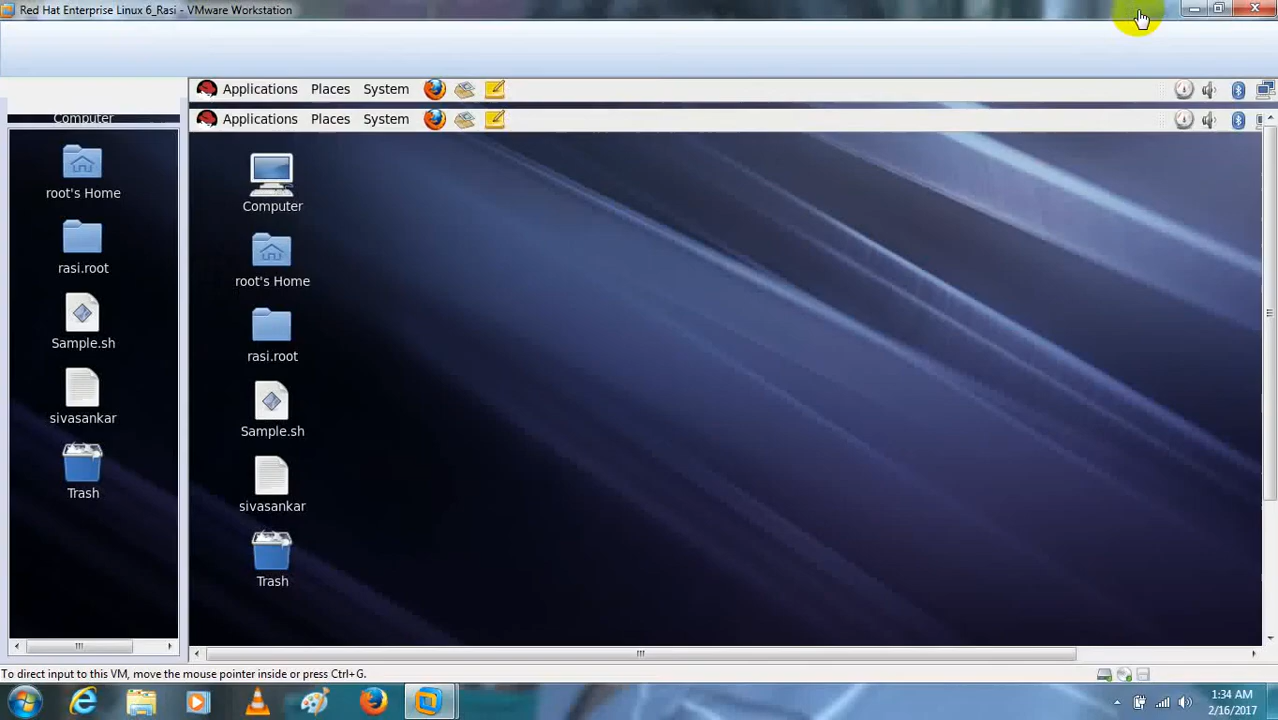 Red Hat Enterprise Linux 6_Rasi - VMware Workstation
Applications Places System
Applications Places System
Computer
root's Home
rasi.root
Sample.sh
sivasankar
Trash
Computer
root's Home
rasi.root
Sample.sh
sivasankar
Trash
To direct input to this VM, move the mouse pointer inside or press Ctrl+G.
1:34 AM
2/16/2017